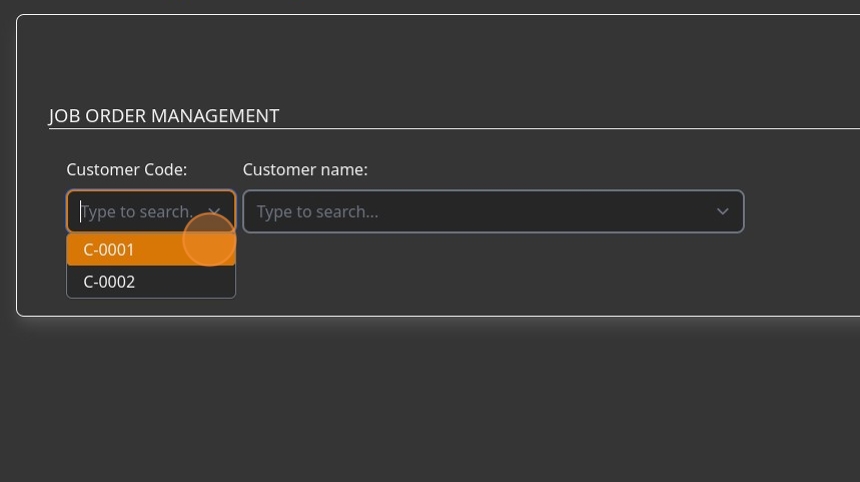 JOB ORDER MANAGEMENT
Customer Code: Customer name:
Type to search. Type to search...
C-0001
C-0002